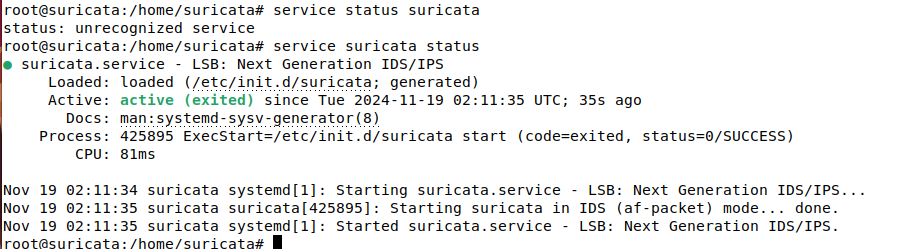 root@suricata:/home/suricata# service status suricata
status: unrecognized service
root@suricata:/home/suricata# service suricata status
● suricata.service - LSB: Next Generation IDS/IPS
     Loaded: loaded (/etc/init.d/suricata; generated)
     Active: active (exited) since Tue 2024-11-19 02:11:35 UTC; 35s ago
       Docs: man:systemd-sysv-generator(8)
    Process: 425895 ExecStart=/etc/init.d/suricata start (code=exited, status=0/SUCCESS)
        CPU: 81ms

Nov 19 02:11:34 suricata systemd[1]: Starting suricata.service - LSB: Next Generation IDS/IPS...
Nov 19 02:11:35 suricata suricata[425895]: Starting suricata in IDS (af-packet) mode... done.
Nov 19 02:11:35 suricata systemd[1]: Started suricata.service - LSB: Next Generation IDS/IPS.
root@suricata:/home/suricata#